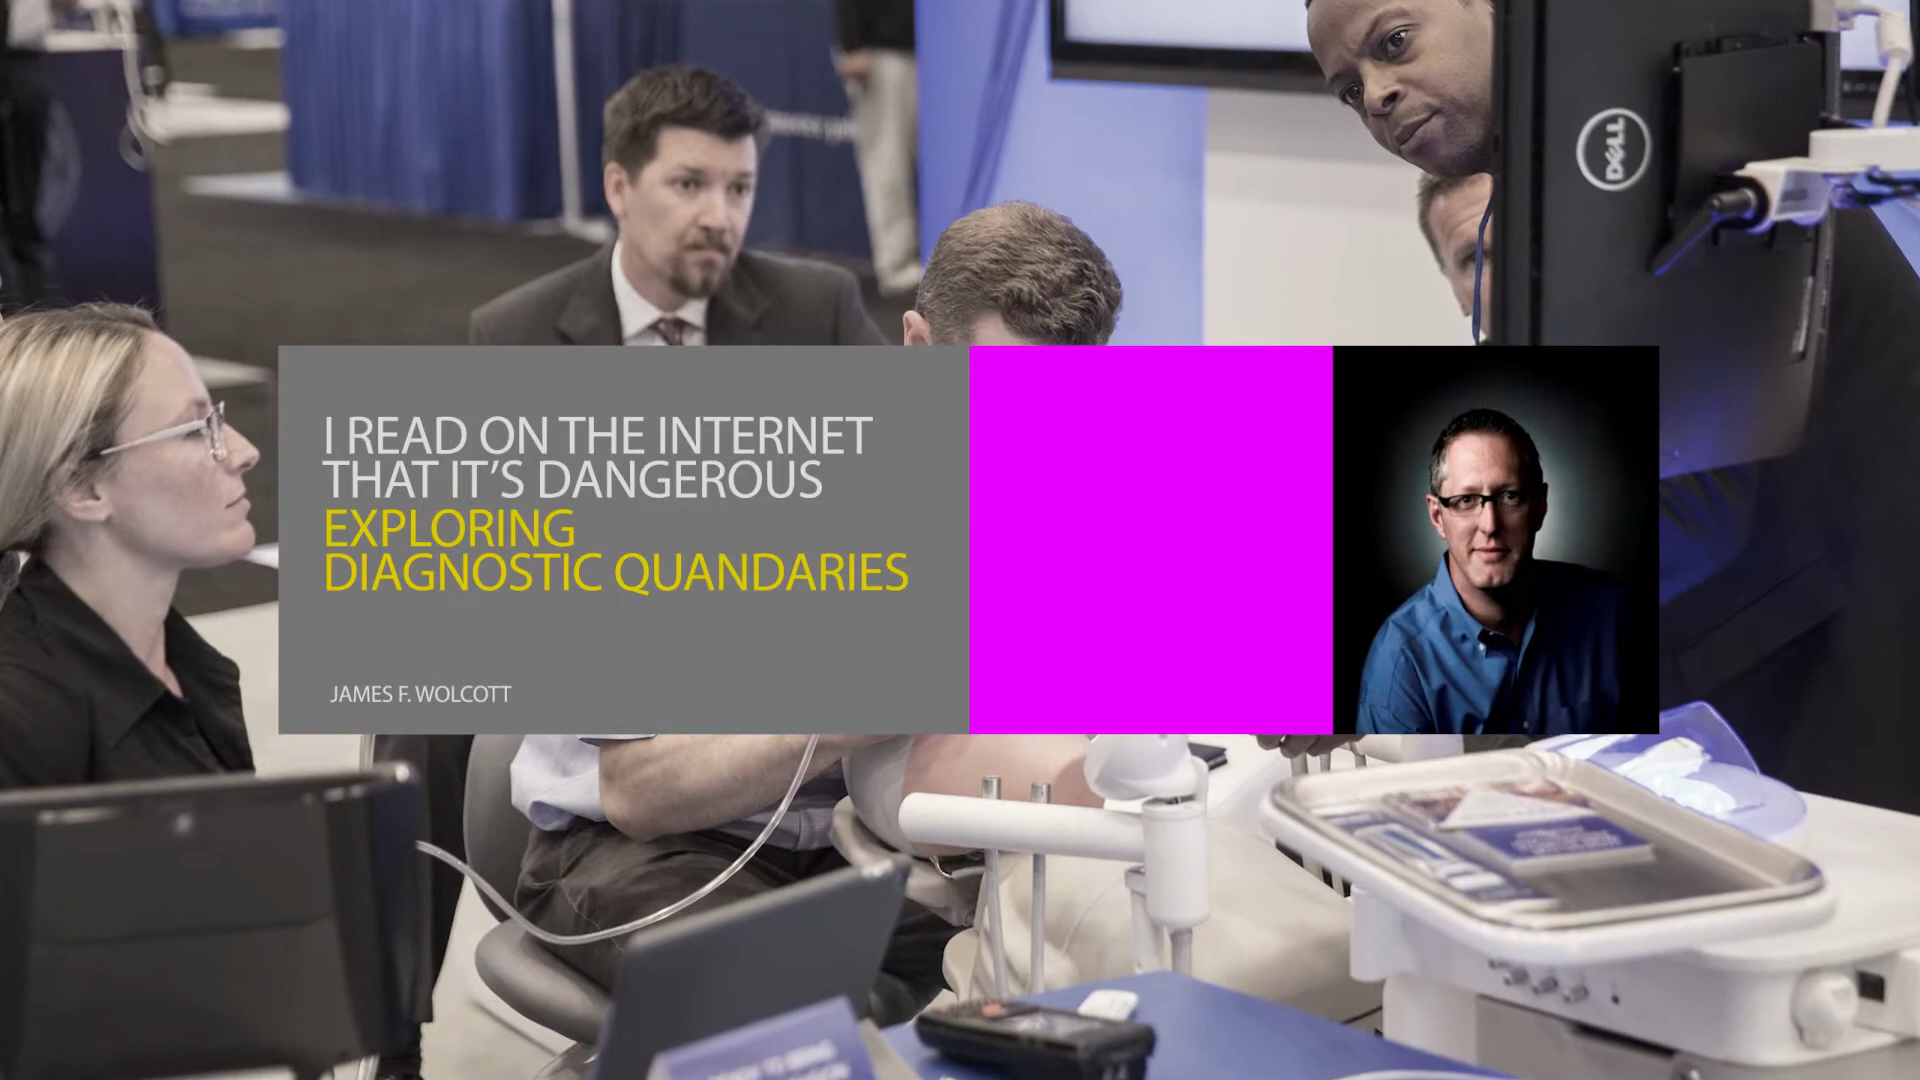 DELL
I READ ON THE INTERNET
THAT IT'S DANGEROUS
EXPLORING
DIAGNOSTIC QUANDARIES
JAMES F. WOLCOTT